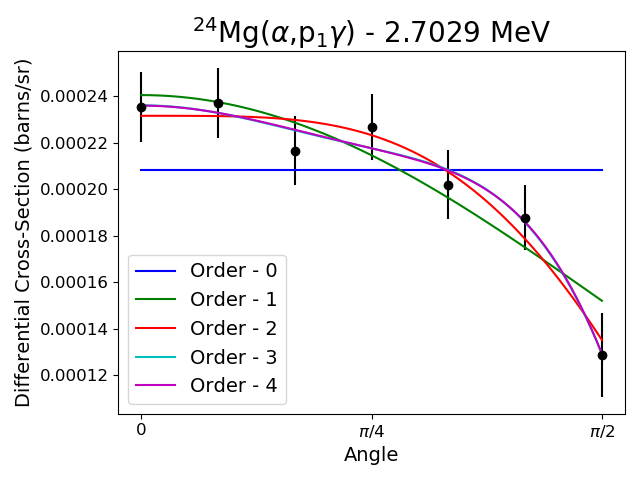 ²⁴Mg(α,p₁γ) - 2.7029 MeV
Differential Cross-Section (barns/sr)
0.00024
0.00022
0.00020
0.00018
0.00016
0.00014
0.00012
Order - 0
Order - 1
Order - 2
Order - 3
Order - 4
0 π/4 π/2
Angle